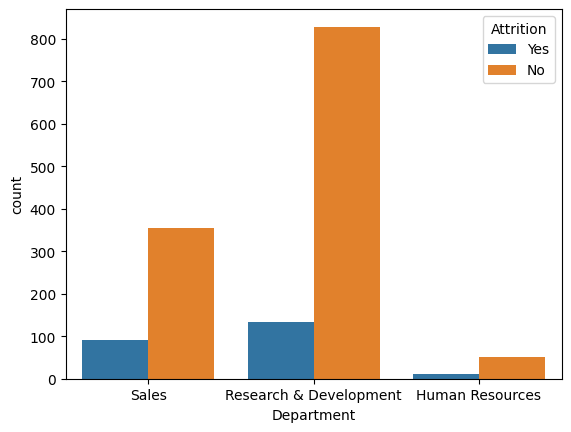 Attrition
Yes
No
800
700
600
500
400
300
200
100
0
count
Sales
Research & Development
Human Resources
Department